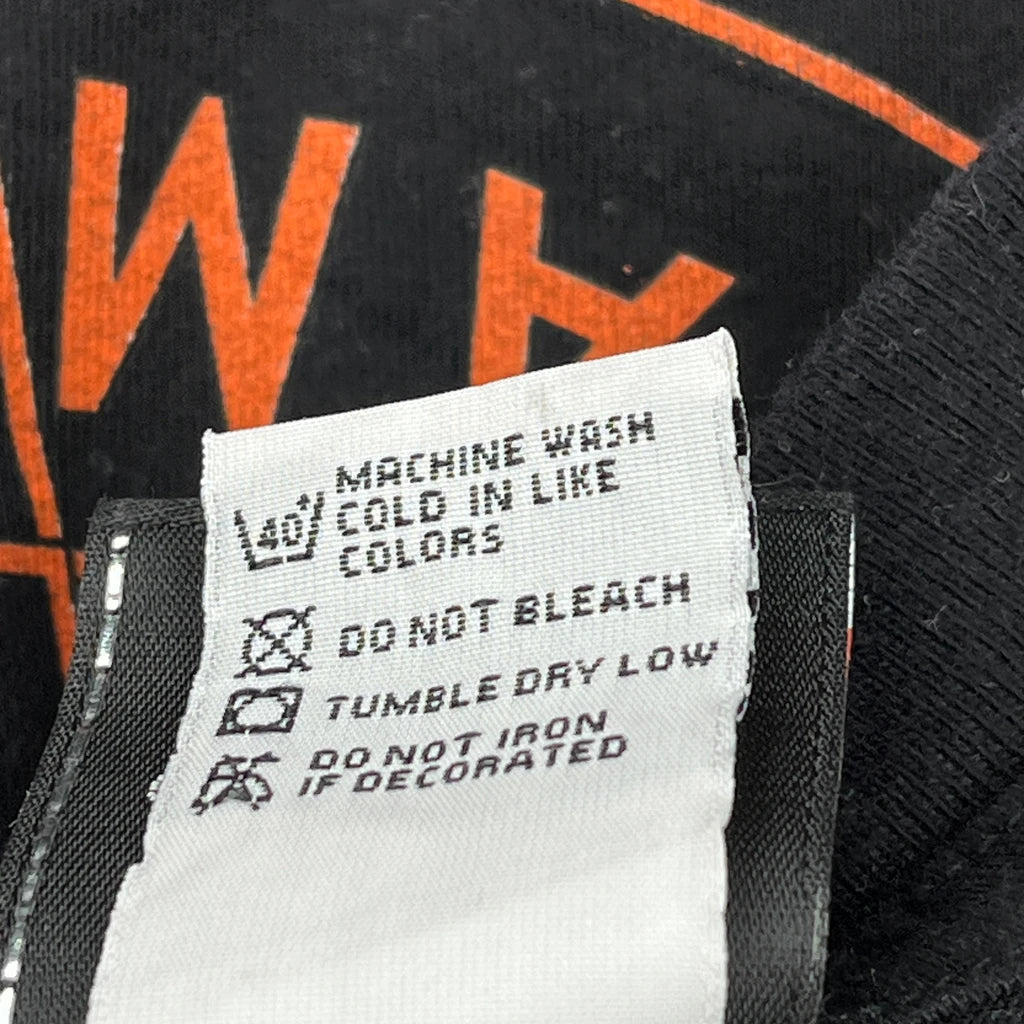 W
MACHINE WASH
40° COLD IN LIKE
COLORS
DO NOT BLEACH
TUMBLE DRY LOW
DO NOT IRON
IF DECORATED